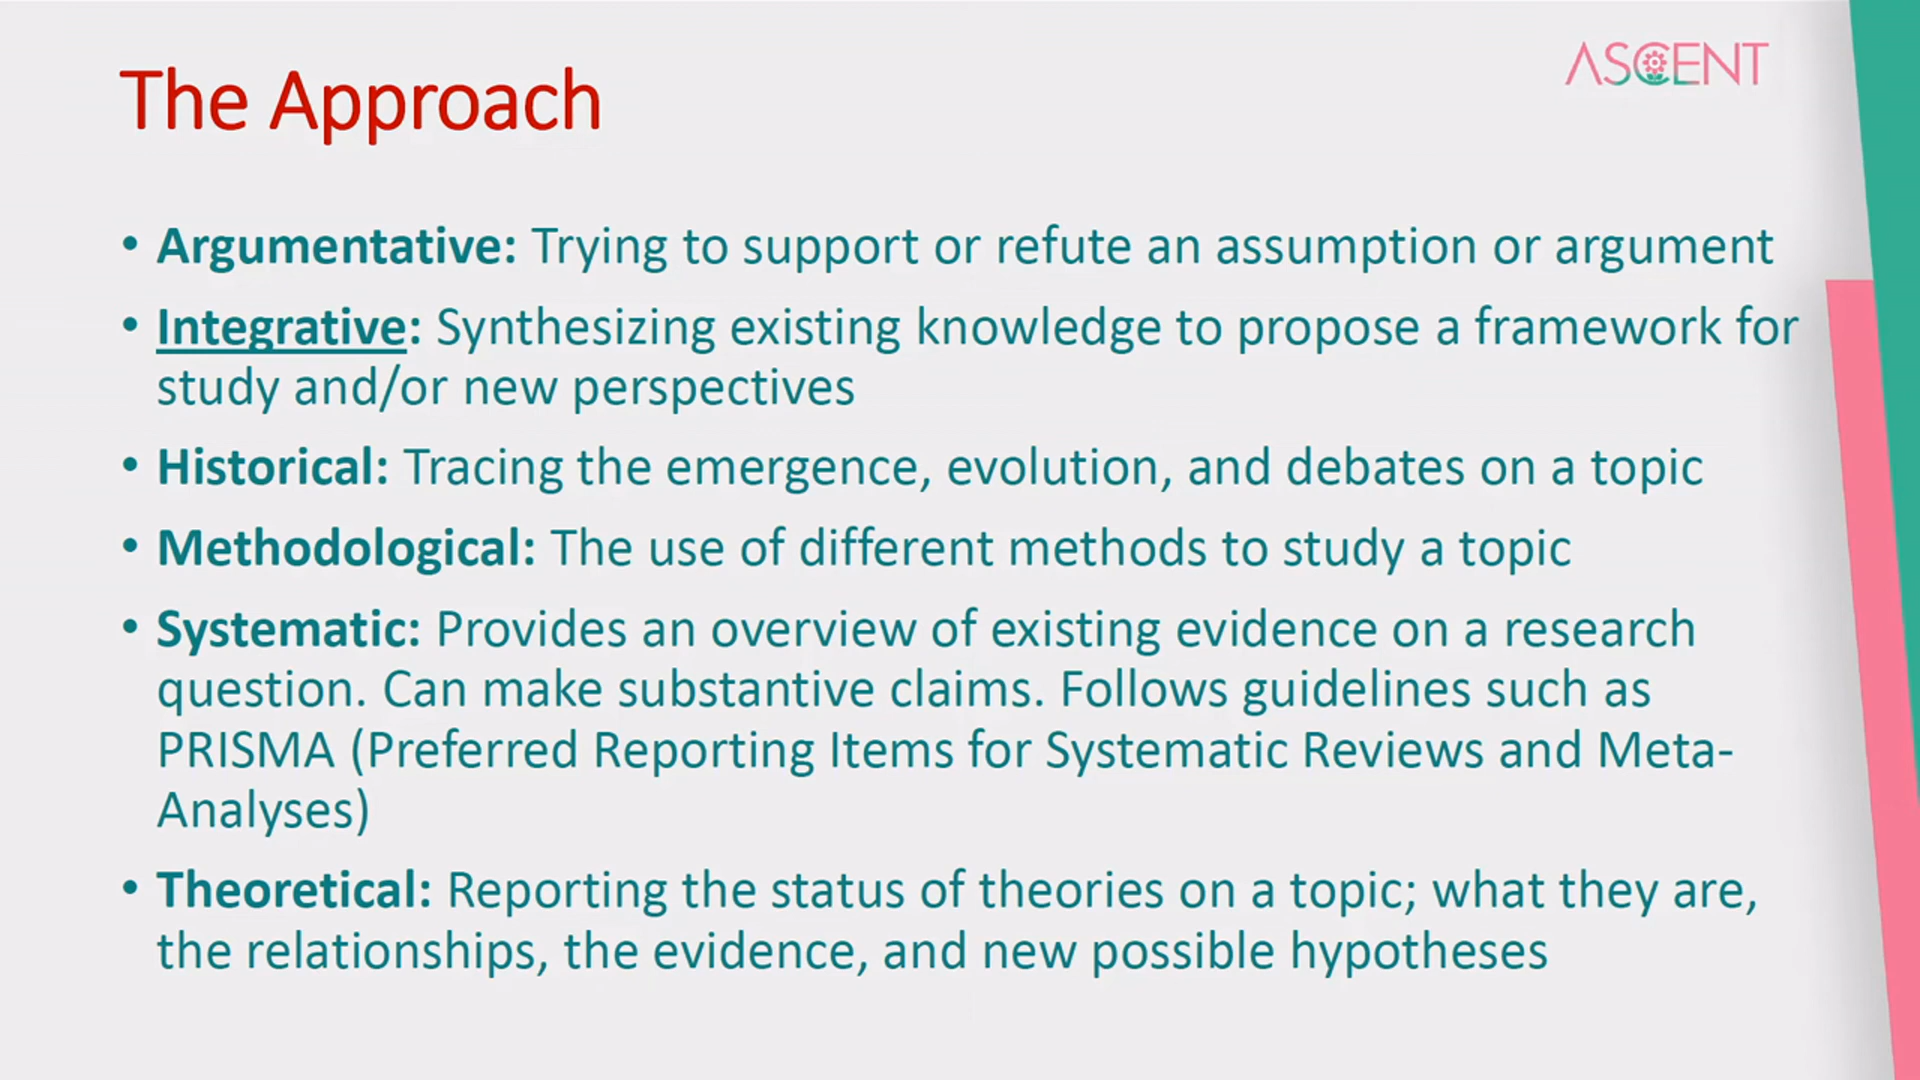 ASCENT
The Approach
• Argumentative: Trying to support or refute an assumption or argument
• Integrative: Synthesizing existing knowledge to propose a framework for
study and/or new perspectives
• Historical: Tracing the emergence, evolution, and debates on a topic
• Methodological: The use of different methods to study a topic
• Systematic: Provides an overview of existing evidence on a research
question. Can make substantive claims. Follows guidelines such as
PRISMA (Preferred Reporting Items for Systematic Reviews and Meta-
Analyses)
• Theoretical: Reporting the status of theories on a topic; what they are,
the relationships, the evidence, and new possible hypotheses